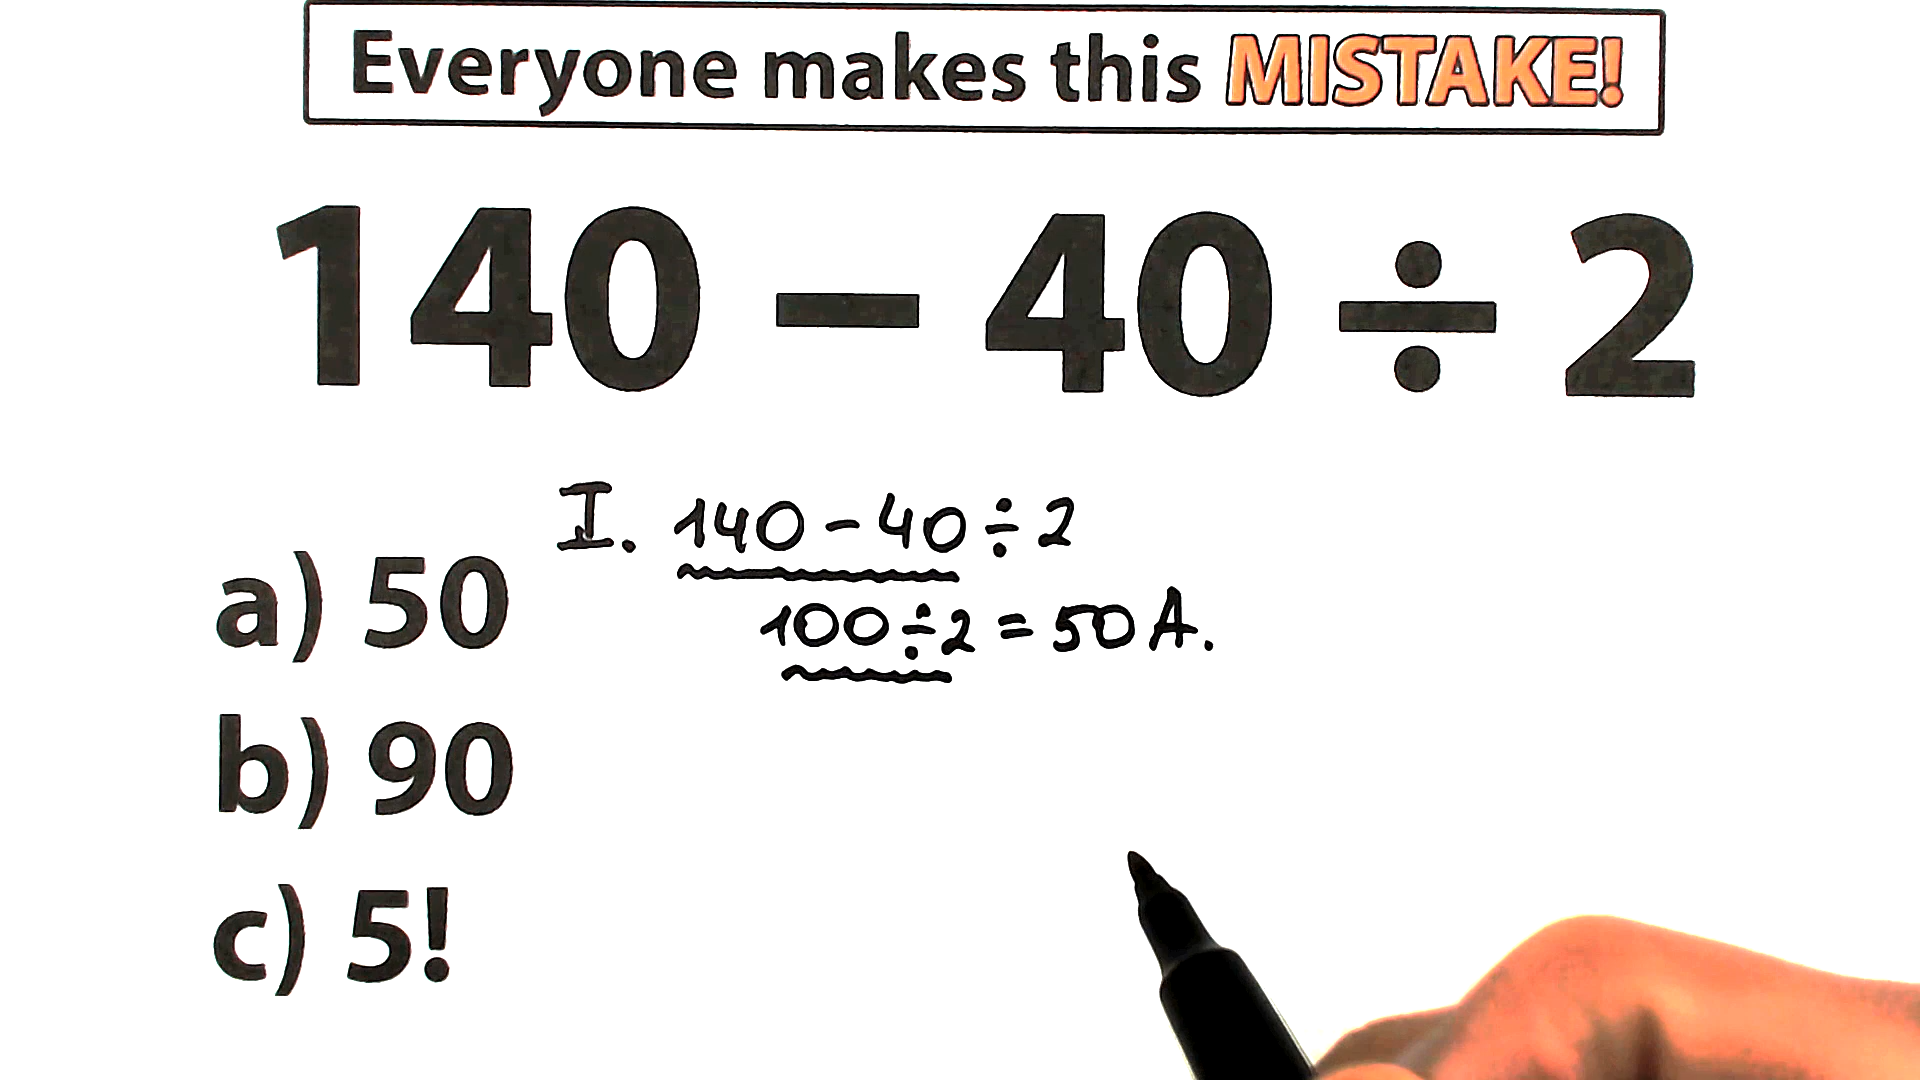 Everyone makes this MISTAKE!
140 – 40 ÷ 2
I. 140 – 40 ÷ 2
a) 50
100 ÷ 2 = 50 A.
b) 90
c) 5!